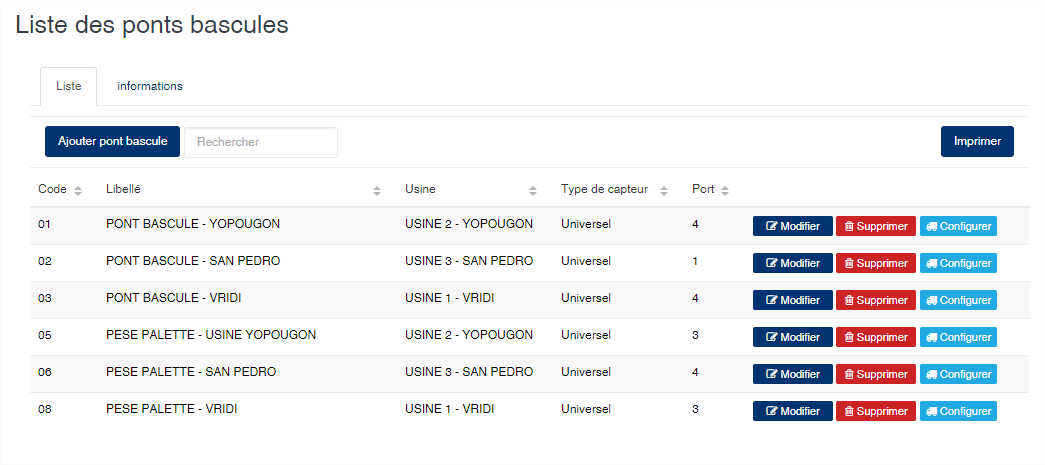 Liste des ponts bascules
Liste informations
Ajouter pont bascule Rechercher Imprimer
Code Libellé Usine Type de capteur Port
01 PONT BASCULE - YOPOUGON USINE 2 - YOPOUGON Universel 4 Modifier Supprimer Configurer
02 PONT BASCULE - SAN PEDRO USINE 3 - SAN PEDRO Universel 1 Modifier Supprimer Configurer
03 PONT BASCULE - VRIDI USINE 1 - VRIDI Universel 4 Modifier Supprimer Configurer
05 PESE PALETTE - USINE YOPOUGON USINE 2 - YOPOUGON Universel 3 Modifier Supprimer Configurer
06 PESE PALETTE - SAN PEDRO USINE 3 - SAN PEDRO Universel 4 Modifier Supprimer Configurer
08 PESE PALETTE - VRIDI USINE 1 - VRIDI Universel 3 Modifier Supprimer Configurer